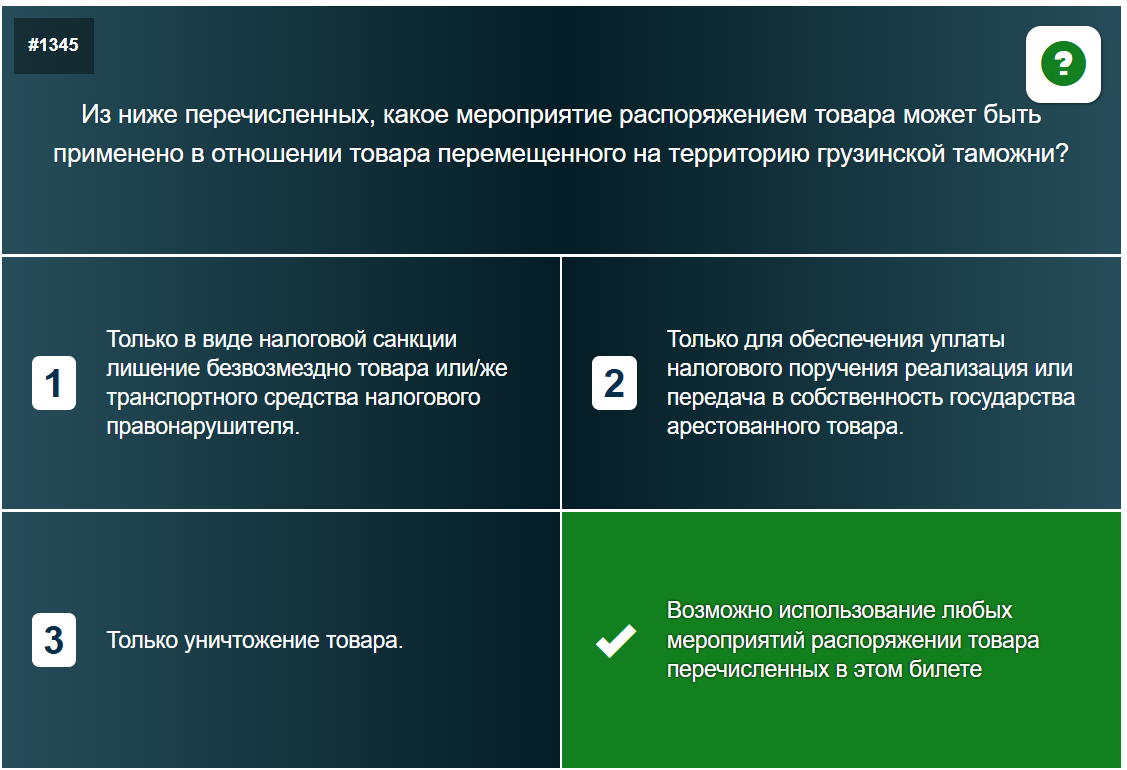 #1345
?
Из ниже перечисленных, какое мероприятие распоряжением товара может быть
применено в отношении товара перемещенного на территорию грузинской таможни?
1
Только в виде налоговой санкции
лишение безвозмездно товара или/же
транспортного средства налогового
правонарушителя.
2
Только для обеспечения уплаты
налогового поручения реализация или
передача в собственность государства
арестованного товара.
3
Только уничтожение товара.
Возможно использование любых
мероприятий распоряжении товара
перечисленных в этом билете